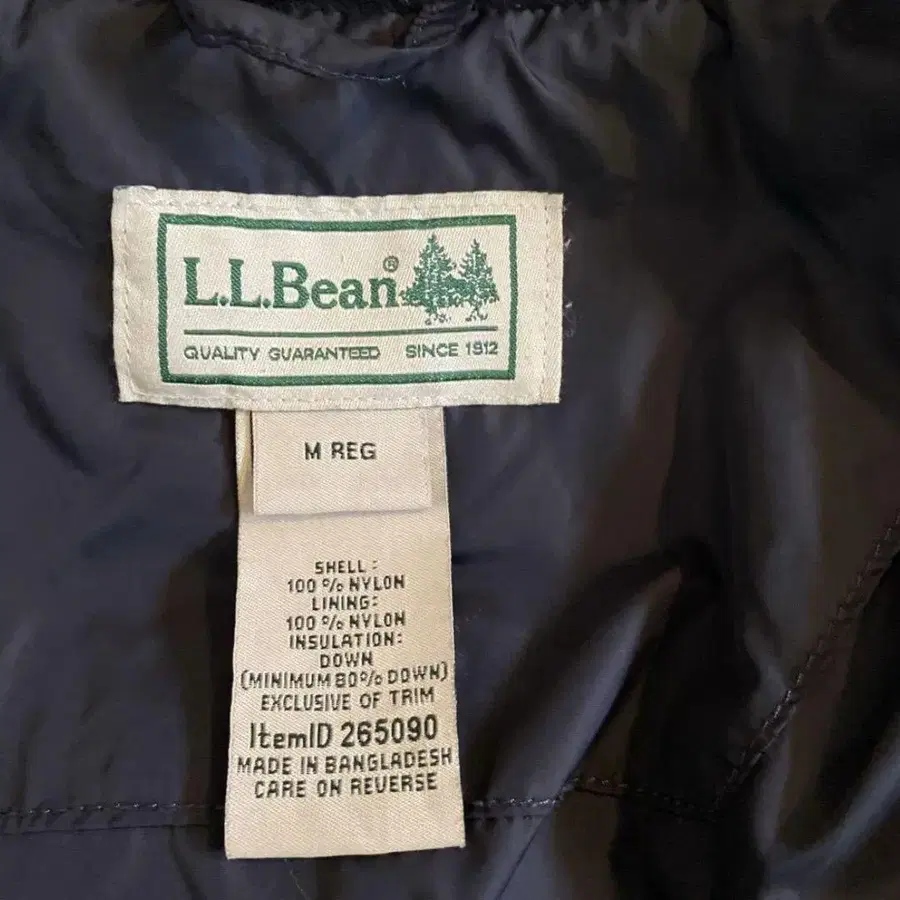 L.L.Bean®
QUALITY GUARANTEED SINCE 1912
M REG
SHELL:
100% NYLON
LINING:
100% NYLON
INSULATION:
DOWN
(MINIMUM 80% DOWN)
EXCLUSIVE OF TRIM
ItemID 265090
MADE IN BANGLADESH
CARE ON REVERSE